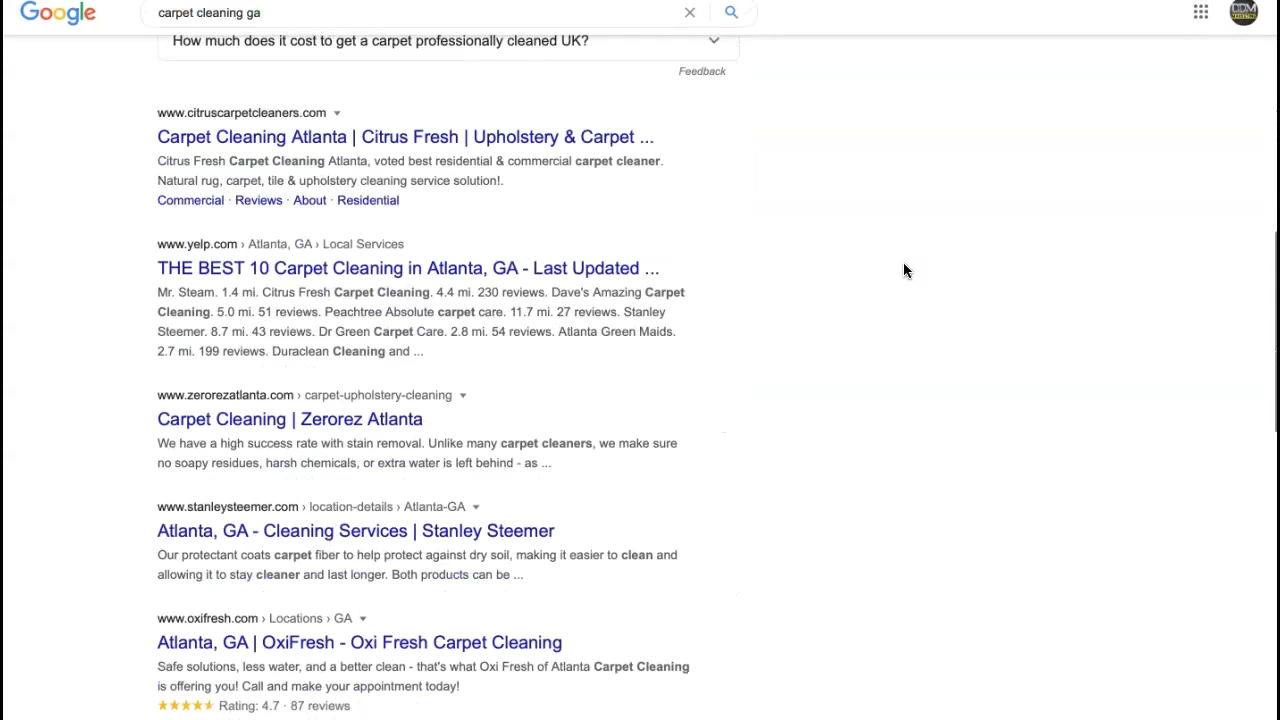 Google
carpet cleaning ga
DDM
How much does it cost to get a carpet professionally cleaned UK?
Feedback
www.citruscarpetcleaners.com
Carpet Cleaning Atlanta | Citrus Fresh | Upholstery & Carpet ...
Citrus Fresh Carpet Cleaning Atlanta, voted best residential & commercial carpet cleaner.
Natural rug, carpet, tile & upholstery cleaning service solution!.
Commercial · Reviews · About · Residential
www.yelp.com › Atlanta, GA › Local Services
THE BEST 10 Carpet Cleaning in Atlanta, GA - Last Updated ...
Mr. Steam. 1.4 mi. Citrus Fresh Carpet Cleaning. 4.4 mi. 230 reviews. Dave's Amazing Carpet
Cleaning. 5.0 mi. 51 reviews. Peachtree Absolute carpet care. 11.7 mi. 27 reviews. Stanley
Steemer. 8.7 mi. 43 reviews. Dr Green Carpet Care. 2.8 mi. 54 reviews. Atlanta Green Maids.
2.7 mi. 199 reviews. Duraclean Cleaning and ...
www.zerorezatlanta.com › carpet-upholstery-cleaning
Carpet Cleaning | Zerorez Atlanta
We have a high success rate with stain removal. Unlike many carpet cleaners, we make sure
no soapy residues, harsh chemicals, or extra water is left behind - as ...
www.stanleysteemer.com › location-details › Atlanta-GA
Atlanta, GA - Cleaning Services | Stanley Steemer
Our protectant coats carpet fiber to help protect against dry soil, making it easier to clean and
allowing it to stay cleaner and last longer. Both products can be ...
www.oxifresh.com › Locations › GA
Atlanta, GA | OxiFresh - Oxi Fresh Carpet Cleaning
Safe solutions, less water, and a better clean - that's what Oxi Fresh of Atlanta Carpet Cleaning
is offering you! Call and make your appointment today!
Rating: 4.7 · 87 reviews